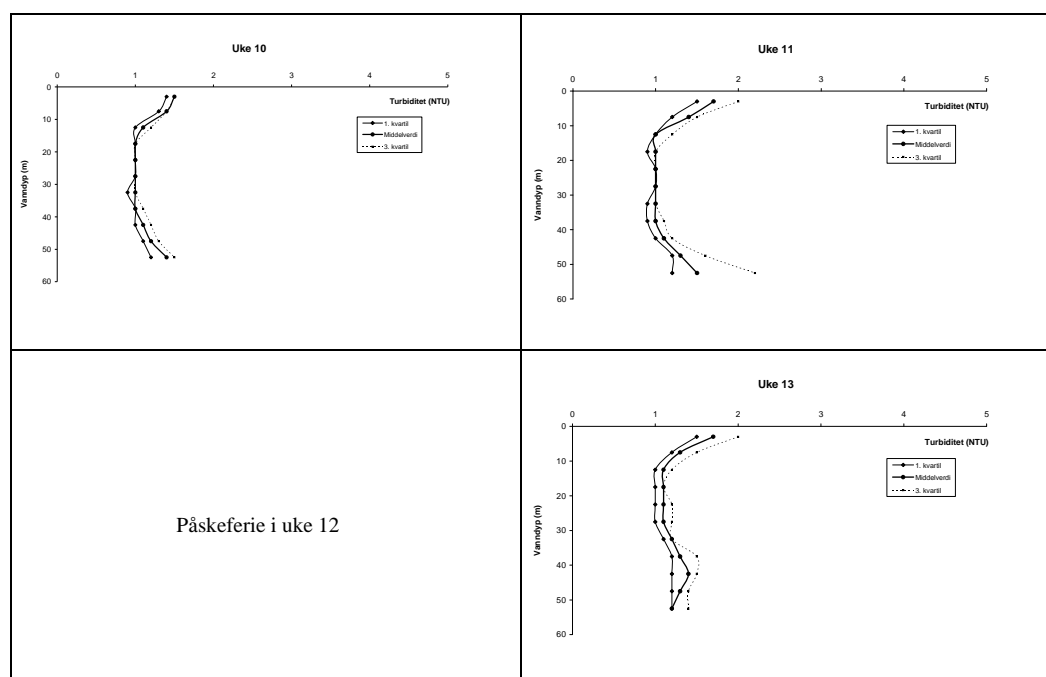 Uke 10
0 1 2 3 4 5
Turbiditet (NTU)
Vanndyp (m)
0
10
20
30
40
50
60
1. kvartil
Middelverdi
3. kvartil
Uke 11
0 1 2 3 4 5
Turbiditet (NTU)
Vanndyp (m)
0
10
20
30
40
50
60
1. kvartil
Middelverdi
3. kvartil
Påskeferie i uke 12
Uke 13
0 1 2 3 4 5
Turbiditet (NTU)
Vanndyp (m)
0
10
20
30
40
50
60
1. kvartil
Middelverdi
3. kvartil